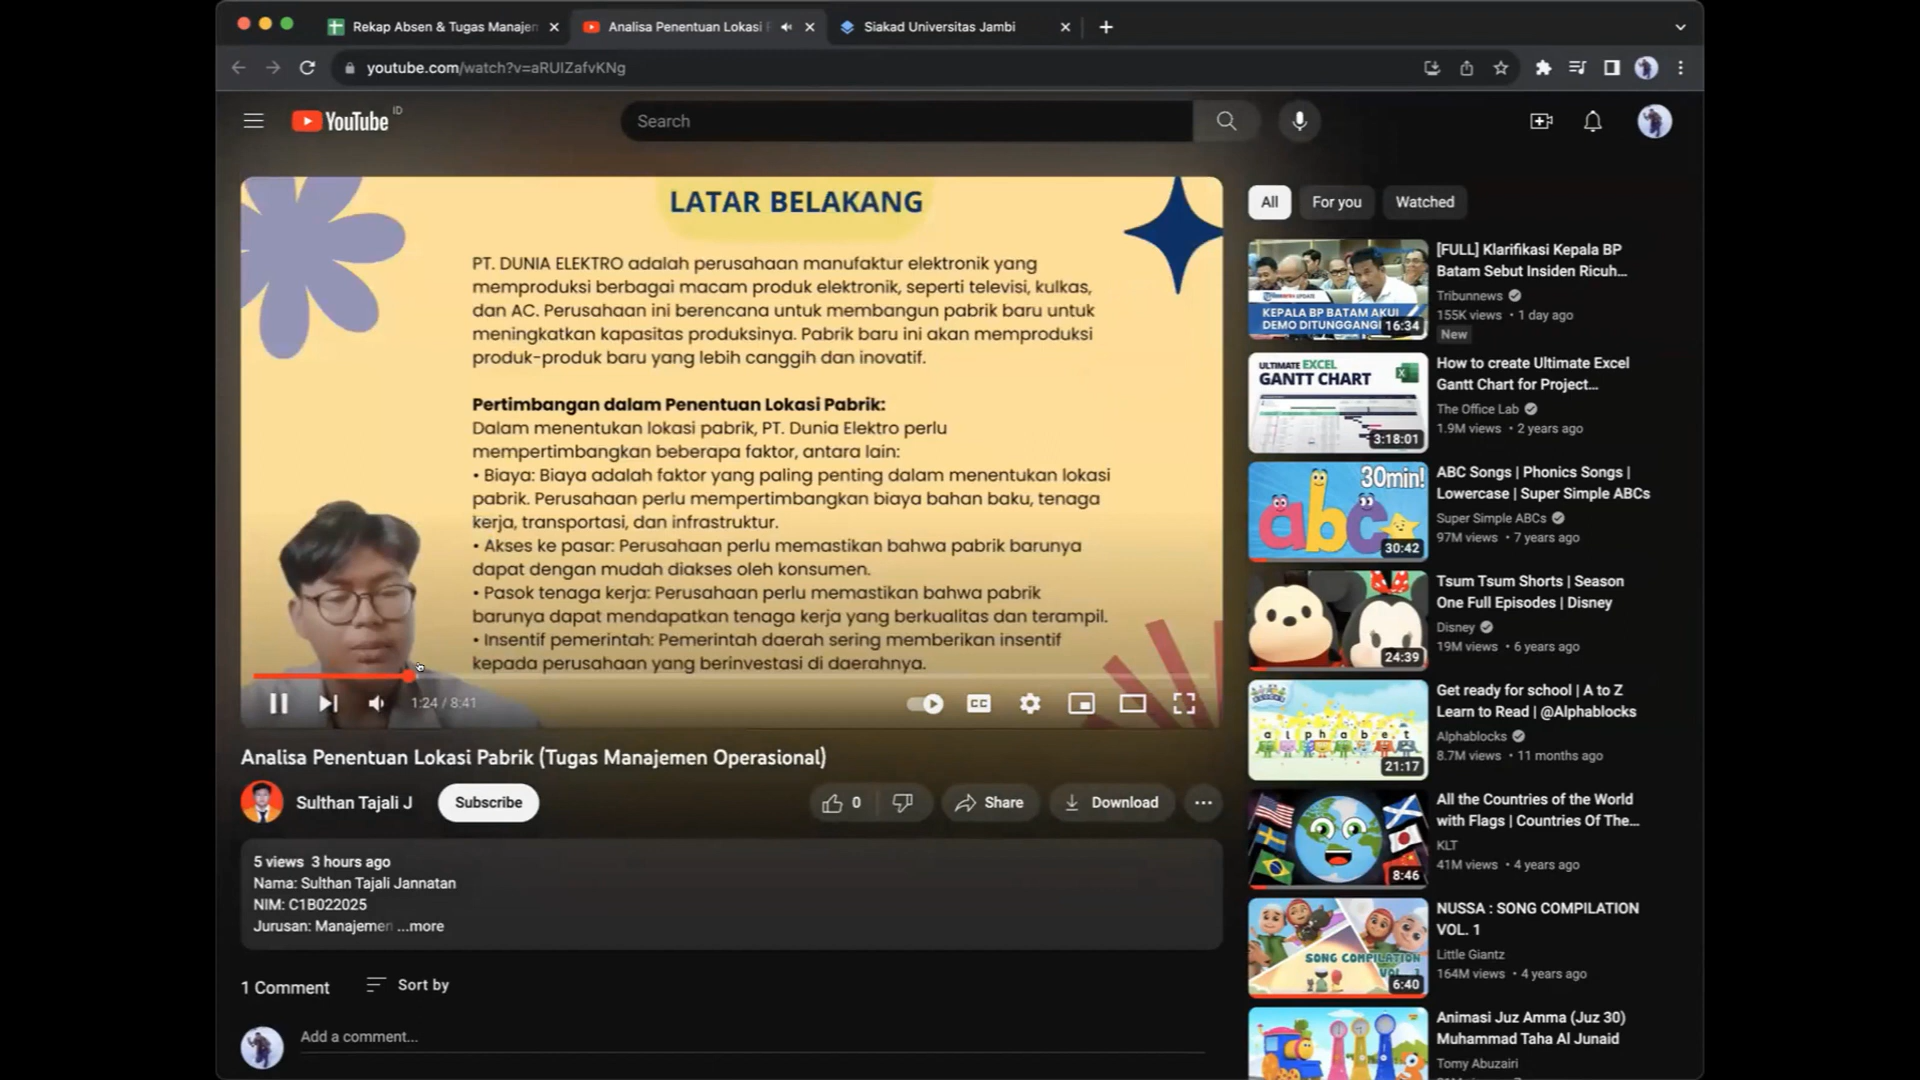 Rekap Absen & Tugas Manajem
Analisa Penentuan Lokasi P
Siakad Universitas Jambi
youtube.com/watch?v=aRUIZafvKNg
YouTube ID
Search
LATAR BELAKANG
PT. DUNIA ELEKTRO adalah perusahaan manufaktur elektronik yang
memproduksi berbagai macam produk elektronik, seperti televisi, kulkas,
dan AC. Perusahaan ini berencana untuk membangun pabrik baru untuk
meningkatkan kapasitas produksinya. Pabrik baru ini akan memproduksi
produk-produk baru yang lebih canggih dan inovatif.
Pertimbangan dalam Penentuan Lokasi Pabrik:
Dalam menentukan lokasi pabrik, PT. Dunia Elektro perlu
mempertimbangkan beberapa faktor, antara lain:
• Biaya: Biaya adalah faktor yang paling penting dalam menentukan lokasi
pabrik. Perusahaan perlu mempertimbangkan biaya bahan baku, tenaga
kerja, transportasi, dan infrastruktur.
• Akses ke pasar: Perusahaan perlu memastikan bahwa pabrik barunya
dapat dengan mudah diakses oleh konsumen.
• Pasok tenaga kerja: Perusahaan perlu memastikan bahwa pabrik
barunya dapat mendapatkan tenaga kerja yang berkualitas dan terampil.
• Insentif pemerintah: Pemerintah daerah sering memberikan insentif
kepada perusahaan yang berinvestasi di daerahnya.
1:24 / 8:41
CC
Analisa Penentuan Lokasi Pabrik (Tugas Manajemen Operasional)
Sulthan Tajali J
Subscribe
0
Share
Download
5 views 3 hours ago
Nama: Sulthan Tajali Jannatan
NIM: C1B022025
Jurusan: Manajemen ...more
1 Comment
Sort by
Add a comment...
All
For you
Watched
KEPALA BP BATAM AKUI
DEMO DITUNGGANGI
16:34
[FULL] Klarifikasi Kepala BP
Batam Sebut Insiden Ricuh...
Tribunnews
155K views • 1 day ago
New
ULTIMATE EXCEL
GANTT CHART
3:18:01
How to create Ultimate Excel
Gantt Chart for Project...
The Office Lab
1.9M views • 2 years ago
30min!
abc
30:42
ABC Songs | Phonics Songs |
Lowercase | Super Simple ABCs
Super Simple ABCs
97M views • 7 years ago
24:39
Tsum Tsum Shorts | Season
One Full Episodes | Disney
Disney
19M views • 6 years ago
alphabet
21:17
Get ready for school | A to Z
Learn to Read | @Alphablocks
Alphablocks
8.7M views • 11 months ago
8:46
All the Countries of the World
with Flags | Countries Of The...
KLT
41M views • 4 years ago
SONG COMPILATION
VOL. 1
6:40
NUSSA : SONG COMPILATION
VOL. 1
Little Giantz
164M views • 4 years ago
Animasi Juz Amma (Juz 30)
Muhammad Taha Al Junaid
Tomy Abuzairi